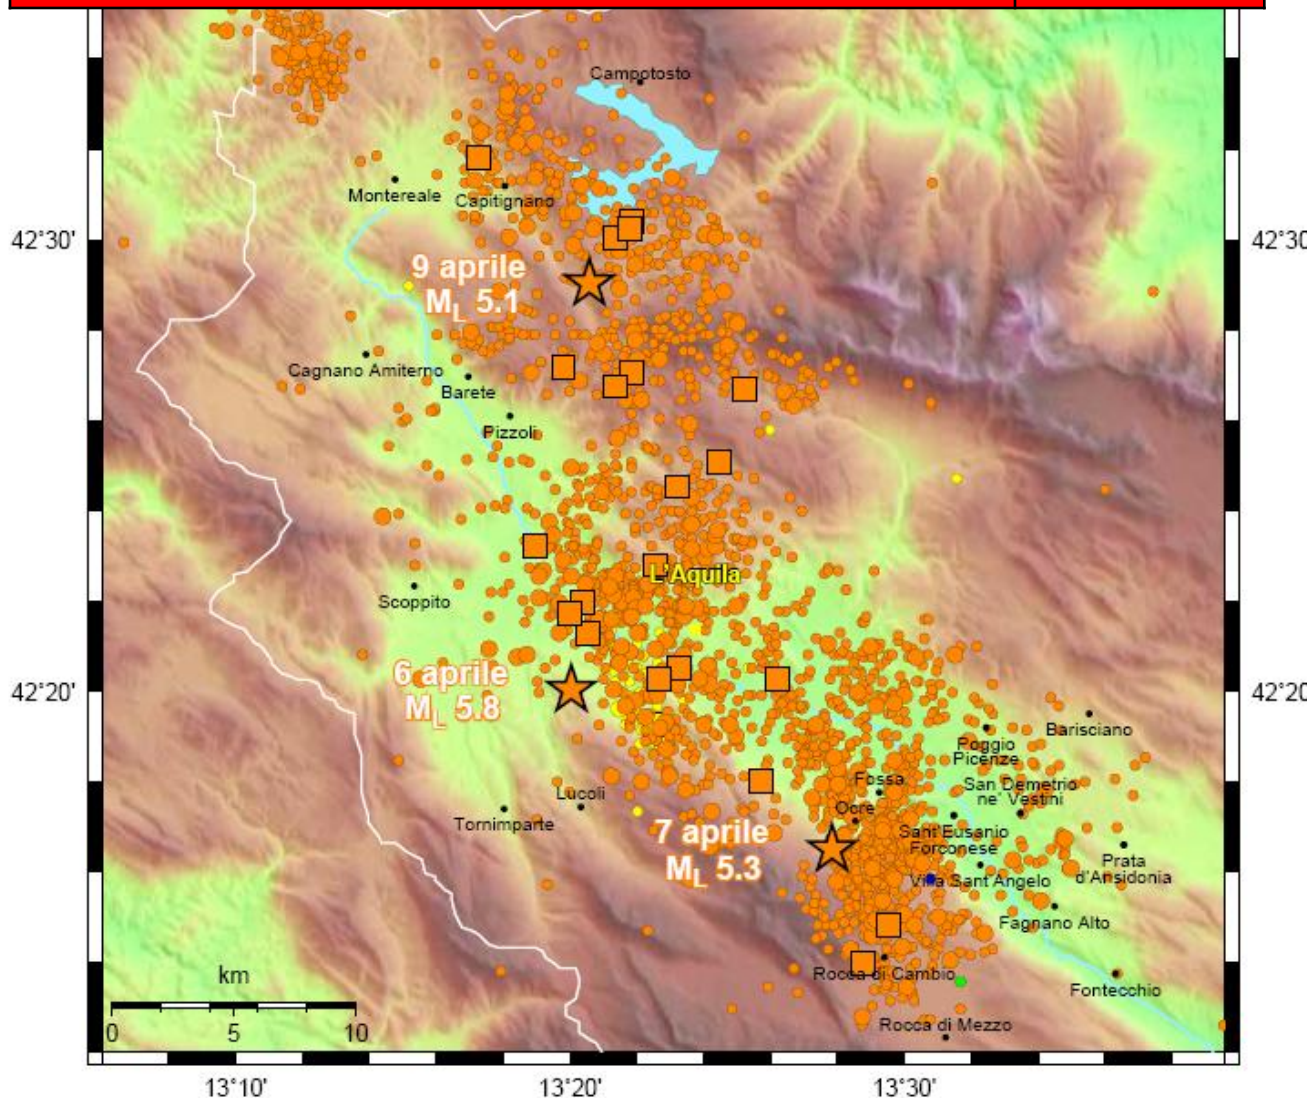 Campotosto
Montereale
Capitignano
42°30'
42°30
9 aprile
ML 5.1
Cagnano Amiterno
Barete
Pizzoli
L'Aquila
Scoppito
6 aprile
ML 5.8
42°20'
42°20
Barisciano
Poggio
Picenze
Fossa
San Demetrio
ne' Vestini
Lucoli
Ocre
Tornimparte
7 aprile
ML 5.3
Sant'Eusanio
Forconese
Prata
d'Ansidonia
Villa Sant'Angelo
Fagnano Alto
km
Rocca di Cambio
Fontecchio
0 5 10
Rocca di Mezzo
13°10' 13°20' 13°30'